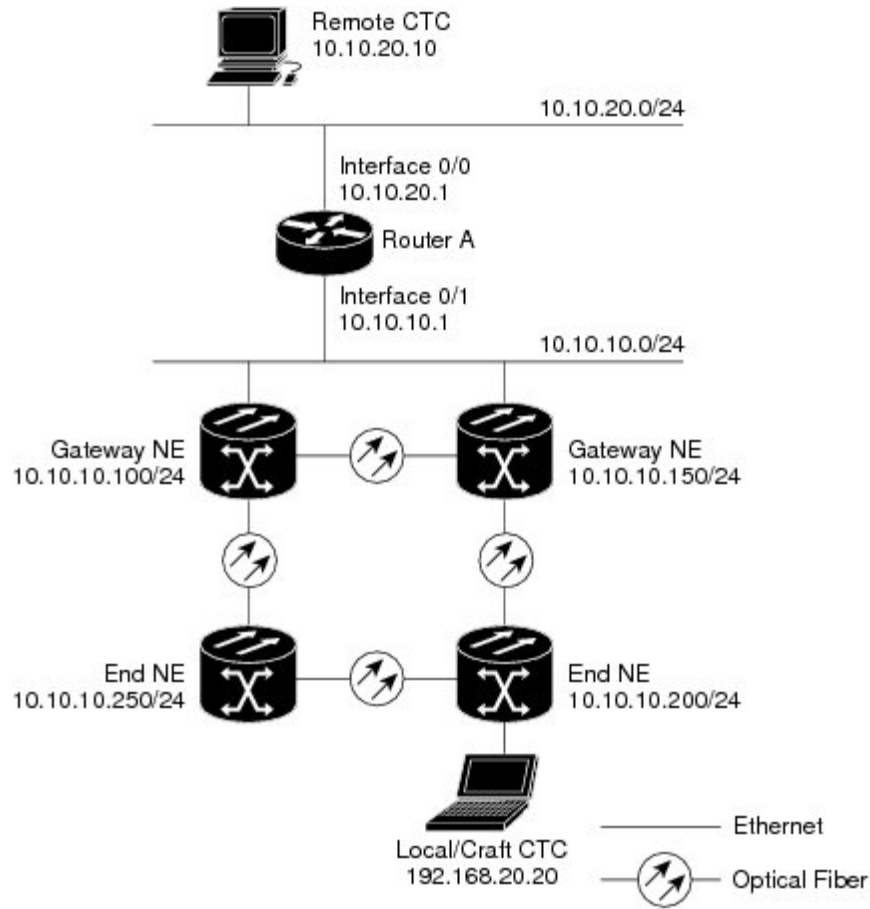 Remote CTC
10.10.20.10
10.10.20.0/24
Interface 0/0
10.10.20.1
Router A
Interface 0/1
10.10.10.1
10.10.10.0/24
Gateway NE
10.10.10.100/24
Gateway NE
10.10.10.150/24
End NE
10.10.10.250/24
End NE
10.10.10.200/24
Local/Craft CTC
192.168.20.20
Ethernet
Optical Fiber